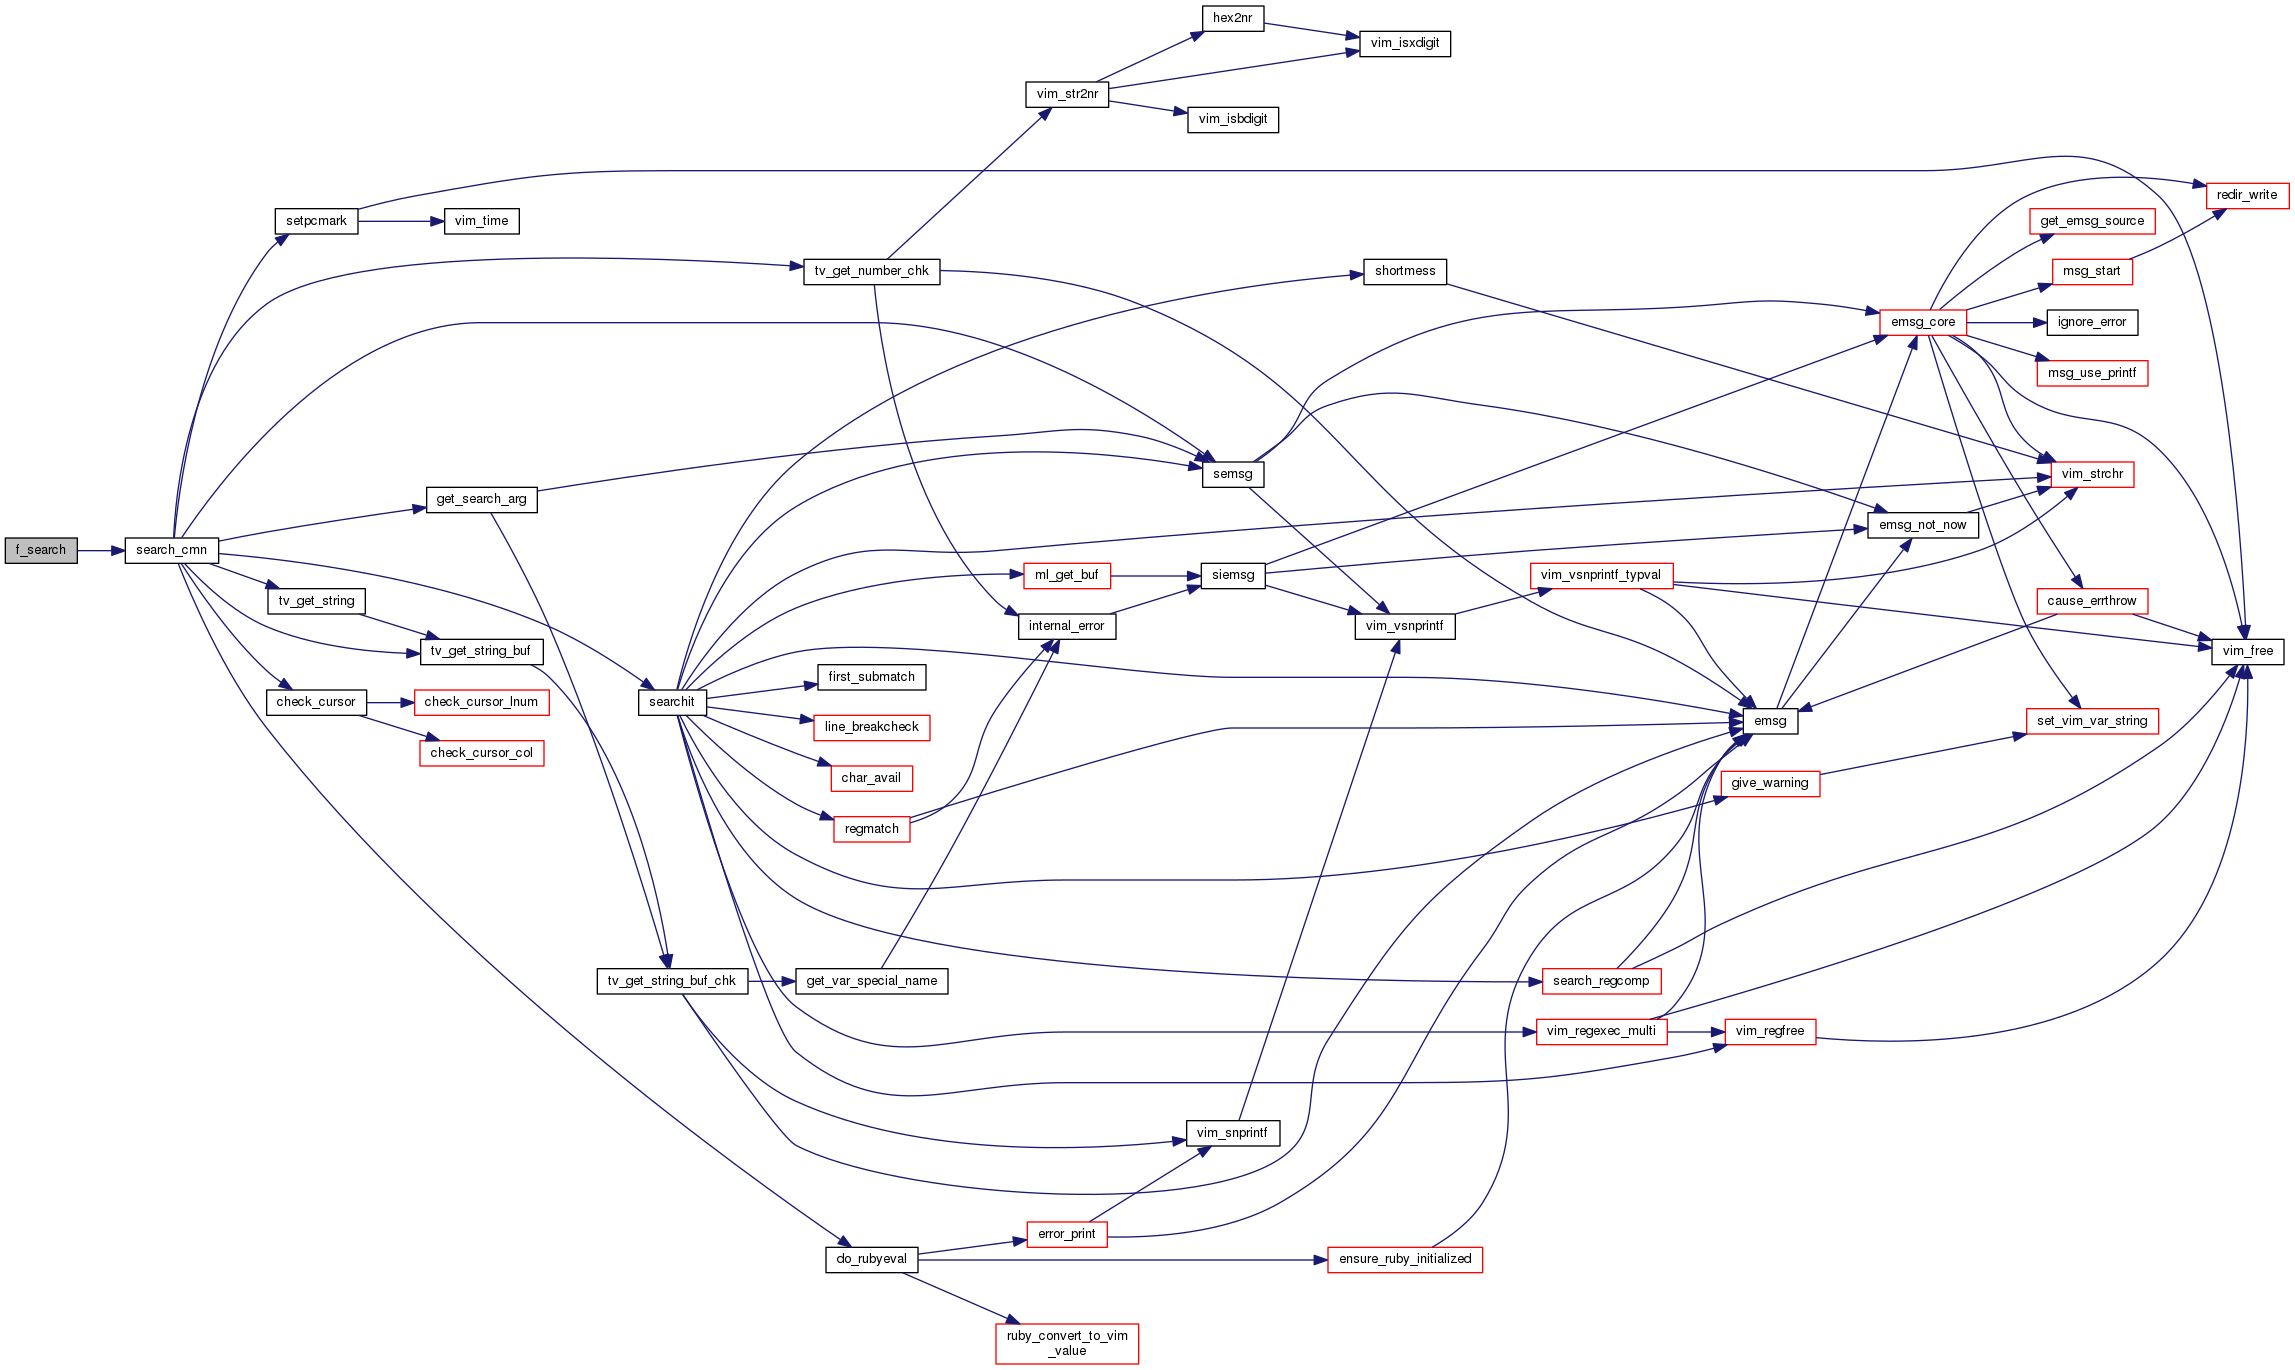 hex2nr
vim_isxdigit
vim_str2nr
vim_isbdigit
redir_write
setpcmark
vim_time
get_emsg_source
tv_get_number_chk
shortmess
msg_start
emsg_core
ignore_error
msg_use_printf
semsg
vim_strchr
get_search_arg
emsg_not_now
f_search
search_cmn
ml_get_buf
siemsg
vim_vsnprintf_typval
tv_get_string
cause_errthrow
internal_error
vim_vsnprintf
tv_get_string_buf
vim_free
first_submatch
check_cursor
check_cursor_lnum
searchit
line_breakcheck
emsg
set_vim_var_string
check_cursor_col
char_avail
give_warning
regmatch
tv_get_string_buf_chk
get_var_special_name
search_regcomp
vim_regexec_multi
vim_regfree
vim_snprintf
error_print
do_rubyeval
ensure_ruby_initialized
ruby_convert_to_vim
_value